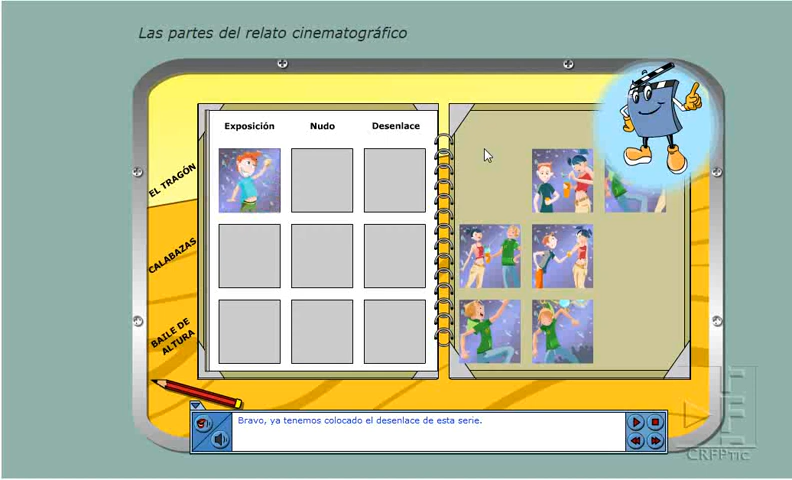 Las partes del relato cinematográfico
Exposición Nudo Desenlace
EL TRAGÓN
CALABAZAS
BAILE DE
ALTURA
Bravo, ya tenemos colocado el desenlace de esta serie.
CRFPTIC